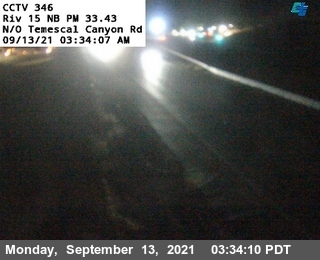 CCTV 346
Riv 15 NB PM 33.43
N/O Temescal Canyon Rd
09/13/21 03:34:07 AM
Monday, September 13, 2021 03:34:10 PDT